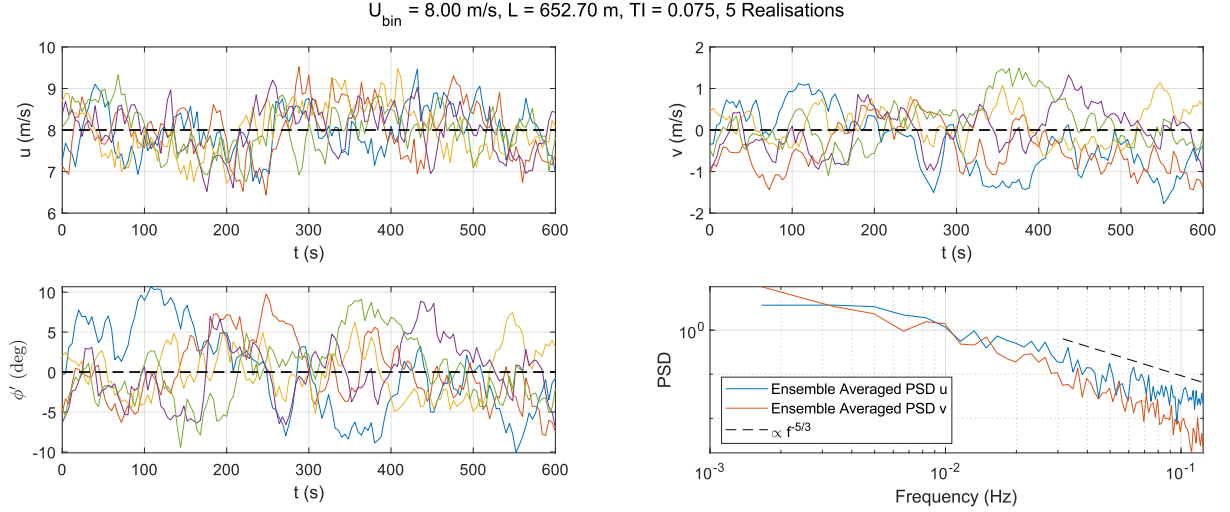 U_bin = 8.00 m/s, L = 652.70 m, TI = 0.075, 5 Realisations
10
9
8
7
6
u (m/s)
0 100 200 300 400 500 600
t (s)
2
1
0
-1
-2
v (m/s)
0 100 200 300 400 500 600
t (s)
10
5
0
-5
-10
ϕ′ (deg)
0 100 200 300 400 500 600
t (s)
10^0
PSD
Ensemble Averaged PSD u
Ensemble Averaged PSD v
∝ f^-5/3
10^-3 10^-2 10^-1
Frequency (Hz)